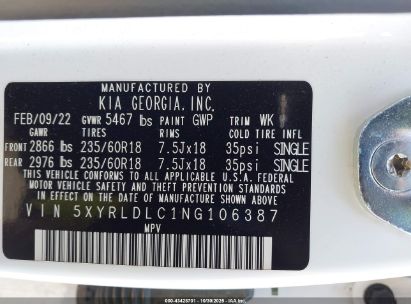 MANUFACTURED BY
KIA GEORGIA, INC.
FEB/09/22 GVWR 5467 lbs PAINT GWP TRIM WK
GAWR TIRES RIMS COLD TIRE INFL
FRONT 2866 lbs 235/60R18 7.5Jx18 35psi SINGLE
REAR 2976 lbs 235/60R18 7.5Jx18 35psi SINGLE
THIS VEHICLE CONFORMS TO ALL APPLICABLE
U.S. FEDERAL MOTOR VEHICLE SAFETY AND
THEFT PREVENTION STANDARDS IN EFFECT ON
THE DATE OF MANUFACTURE SHOWN ABOVE.
VIN 5XYRLDLC1NG106387
MPV